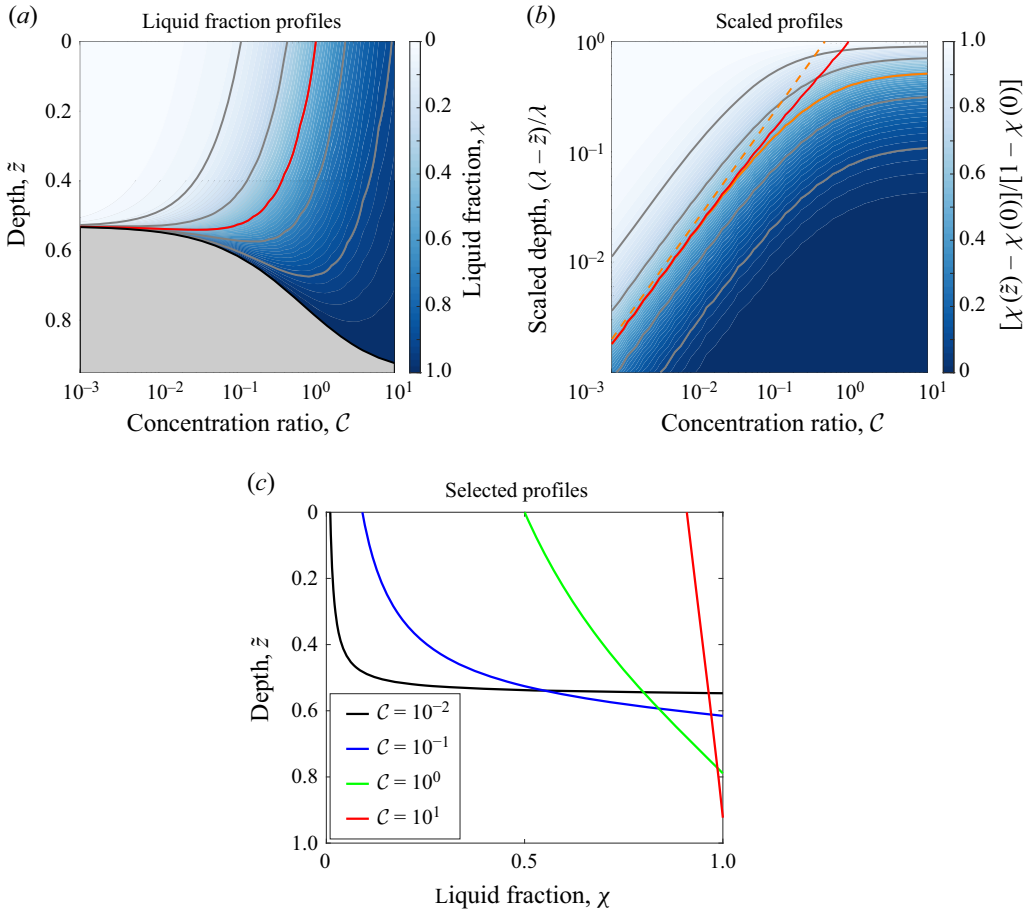 (a)
Liquid fraction profiles
0
0.2
0.4
0.6
0.8
Depth, z̃
10⁻³
10⁻²
10⁻¹
10⁰
10¹
Concentration ratio, C
0
0.2
0.4
0.6
0.8
1.0
Liquid fraction, χ
(b)
Scaled profiles
10⁰
10⁻¹
10⁻²
10⁻³
Scaled depth, (λ − z̃)/λ
10⁻²
10⁻¹
10⁰
10¹
Concentration ratio, C
1.0
0.8
0.6
0.4
0.2
0
[χ(z̃) − χ(0)]/[1 − χ(0)]
(c)
Selected profiles
0
0.2
0.4
0.6
0.8
1.0
Depth, z̃
C = 10⁻²
C = 10⁻¹
C = 10⁰
C = 10¹
0
0.5
1.0
Liquid fraction, χ